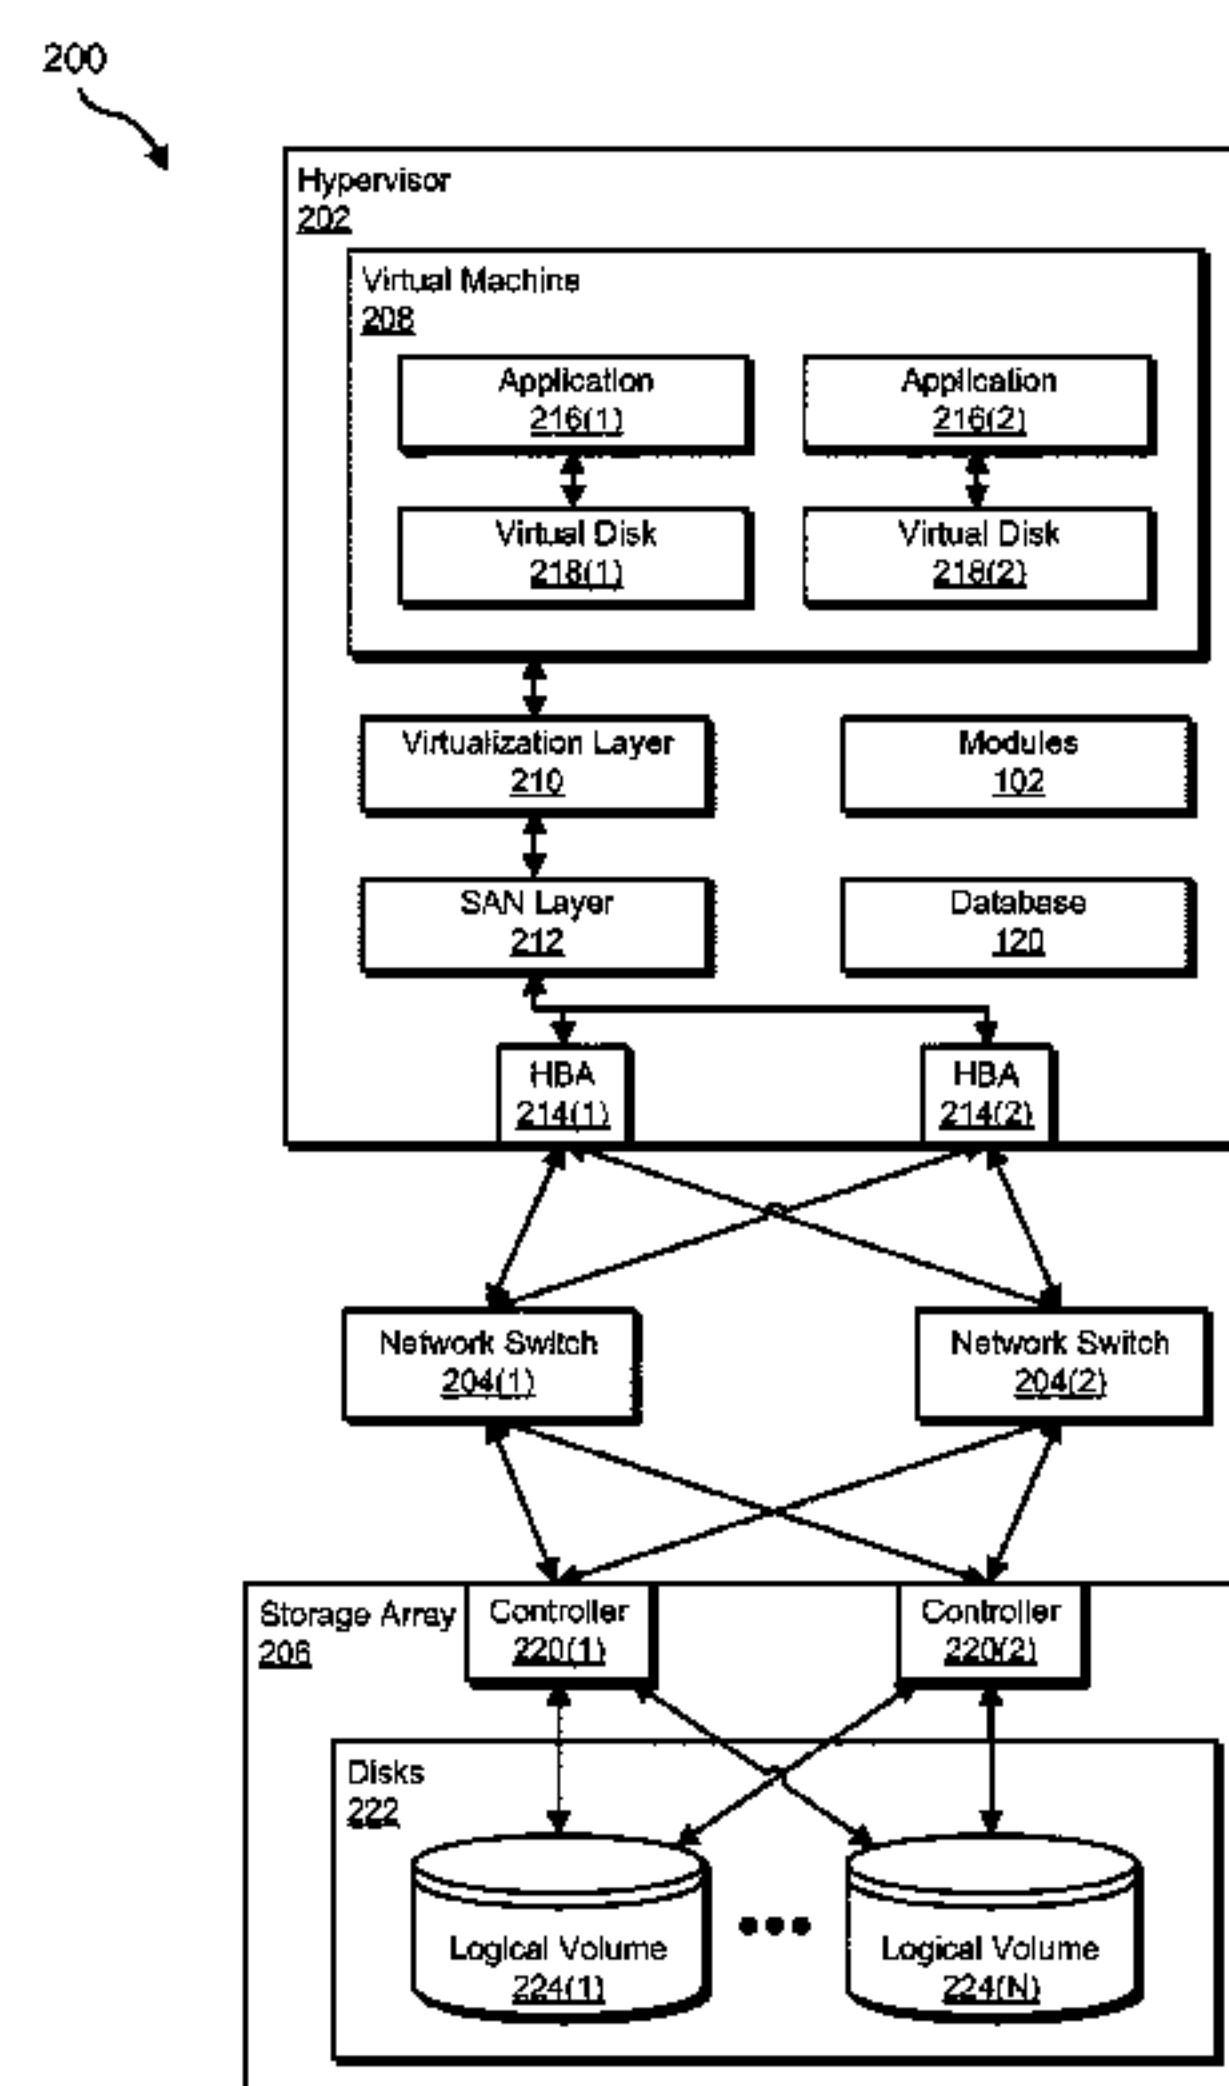 200
Hypervisor
202
Virtual Machine
208
Application
216(1)
Application
216(2)
Virtual Disk
218(1)
Virtual Disk
218(2)
Virtualization Layer
210
Modules
102
SAN Layer
212
Database
120
HBA
214(1)
HBA
214(2)
Network Switch
204(1)
Network Switch
204(2)
Storage Array
206
Controller
220(1)
Controller
220(2)
Disks
222
Logical Volume
224(1)
Logical Volume
224(N)